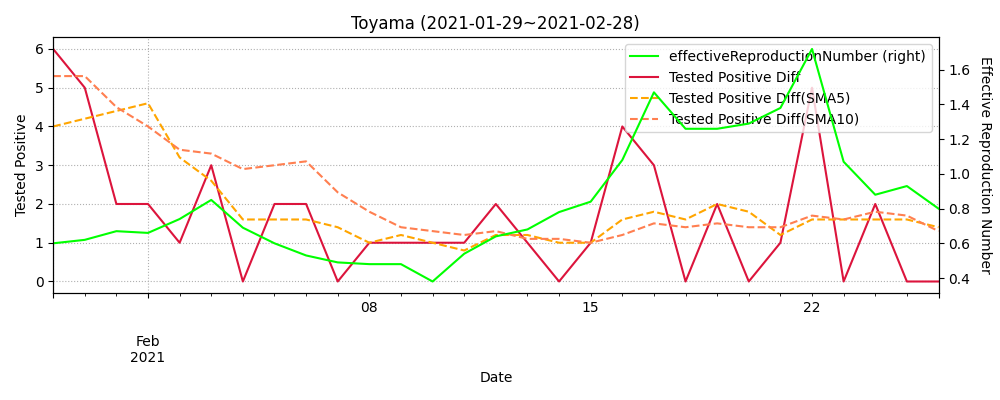 Toyama (2021-01-29~2021-02-28)
effectiveReproductionNumber (right)
Tested Positive Diff
Tested Positive Diff(SMA5)
Tested Positive Diff(SMA10)
Tested Positive
6
5
4
3
2
1
0
Effective Reproduction Number
1.6
1.4
1.2
1.0
0.8
0.6
0.4
08
15
22
Feb
2021
Date